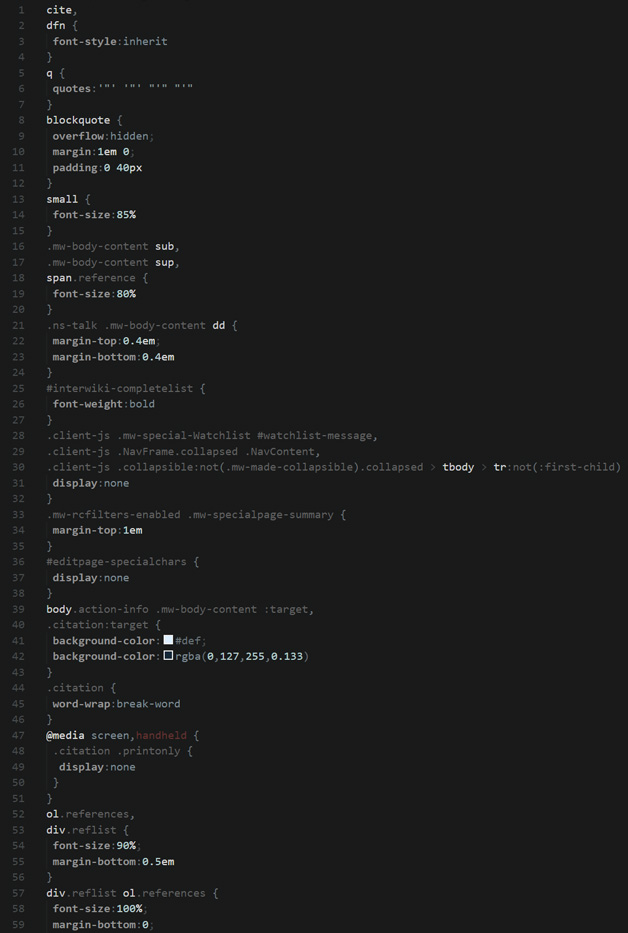 1 cite,
2 dfn {
3 font-style:inherit
4 }
5 q {
6 quotes:'"' '"' "'" "'"
7 }
8 blockquote {
9 overflow:hidden;
10 margin:1em 0;
11 padding:0 40px
12 }
13 small {
14 font-size:85%
15 }
16 .mw-body-content sub,
17 .mw-body-content sup,
18 span.reference {
19 font-size:80%
20 }
21 .ns-talk .mw-body-content dd {
22 margin-top:0.4em;
23 margin-bottom:0.4em
24 }
25 #interwiki-completelist {
26 font-weight:bold
27 }
28 .client-js .mw-special-Watchlist #watchlist-message,
29 .client-js .NavFrame.collapsed .NavContent,
30 .client-js .collapsible:not(.mw-made-collapsible).collapsed > tbody > tr:not(:first-child)
31 display:none
32 }
33 .mw-rcfilters-enabled .mw-specialpage-summary {
34 margin-top:1em
35 }
36 #editpage-specialchars {
37 display:none
38 }
39 body.action-info .mw-body-content :target,
40 .citation:target {
41 background-color:#def;
42 background-color:rgba(0,127,255,0.133)
43 }
44 .citation {
45 word-wrap:break-word
46 }
47 @media screen,handheld {
48 .citation .printonly {
49 display:none
50 }
51 }
52 ol.references,
53 div.reflist {
54 font-size:90%;
55 margin-bottom:0.5em
56 }
57 div.reflist ol.references {
58 font-size:100%;
59 margin-bottom:0;